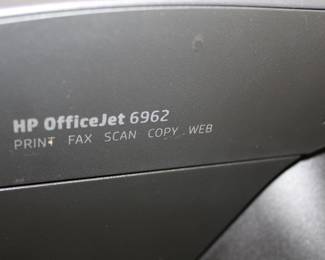 HP OfficeJet 6962
PRINT FAX SCAN COPY WEB